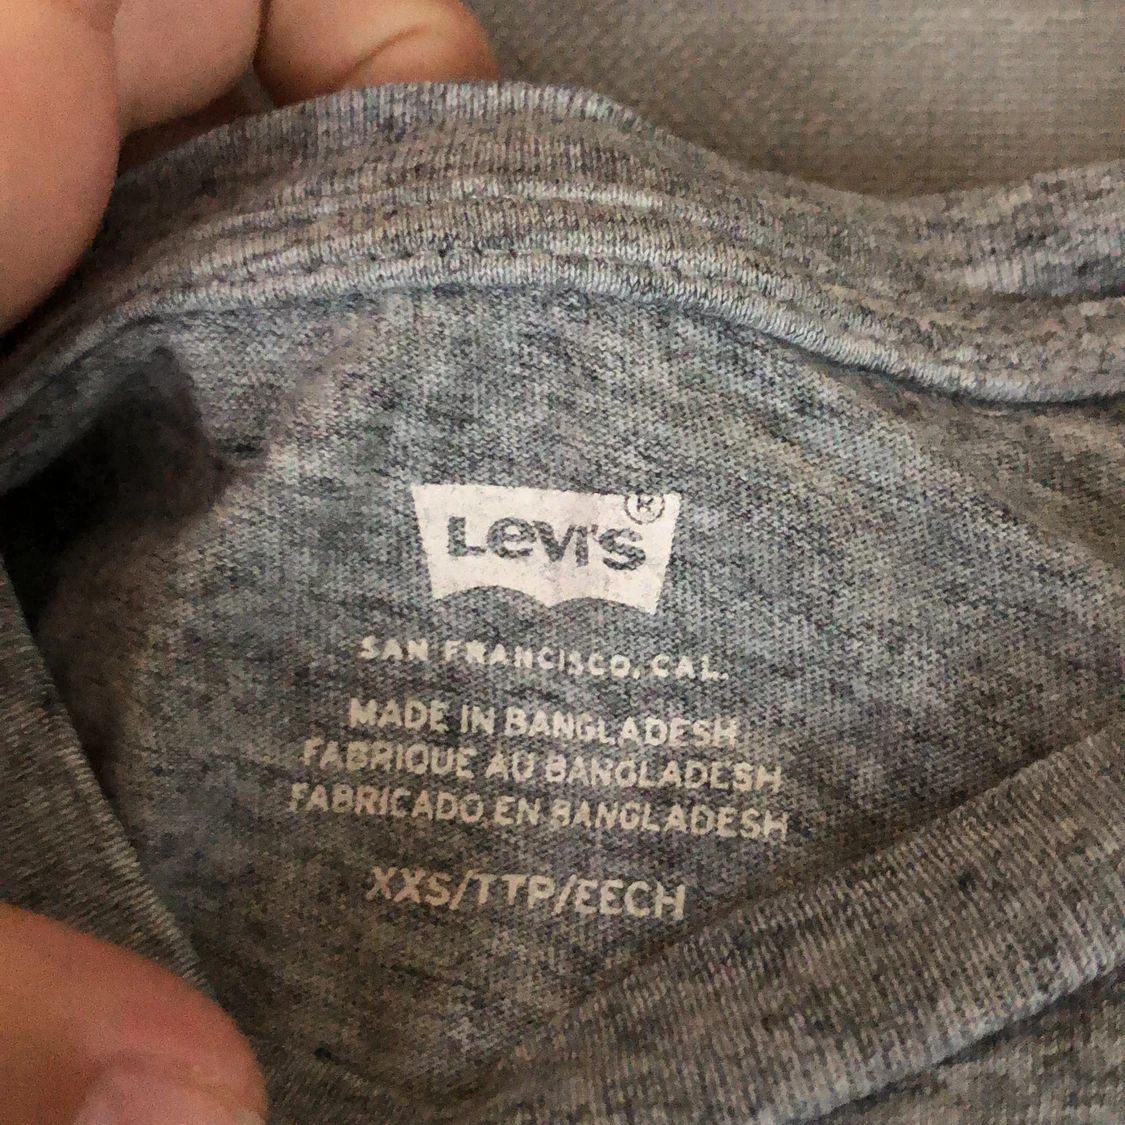 Levi's®
SAN FRANCISCO, CAL.
MADE IN BANGLADESH
FABRIQUE AU BANGLADESH
FABRICADO EN BANGLADESH
XXS/TTP/EECH